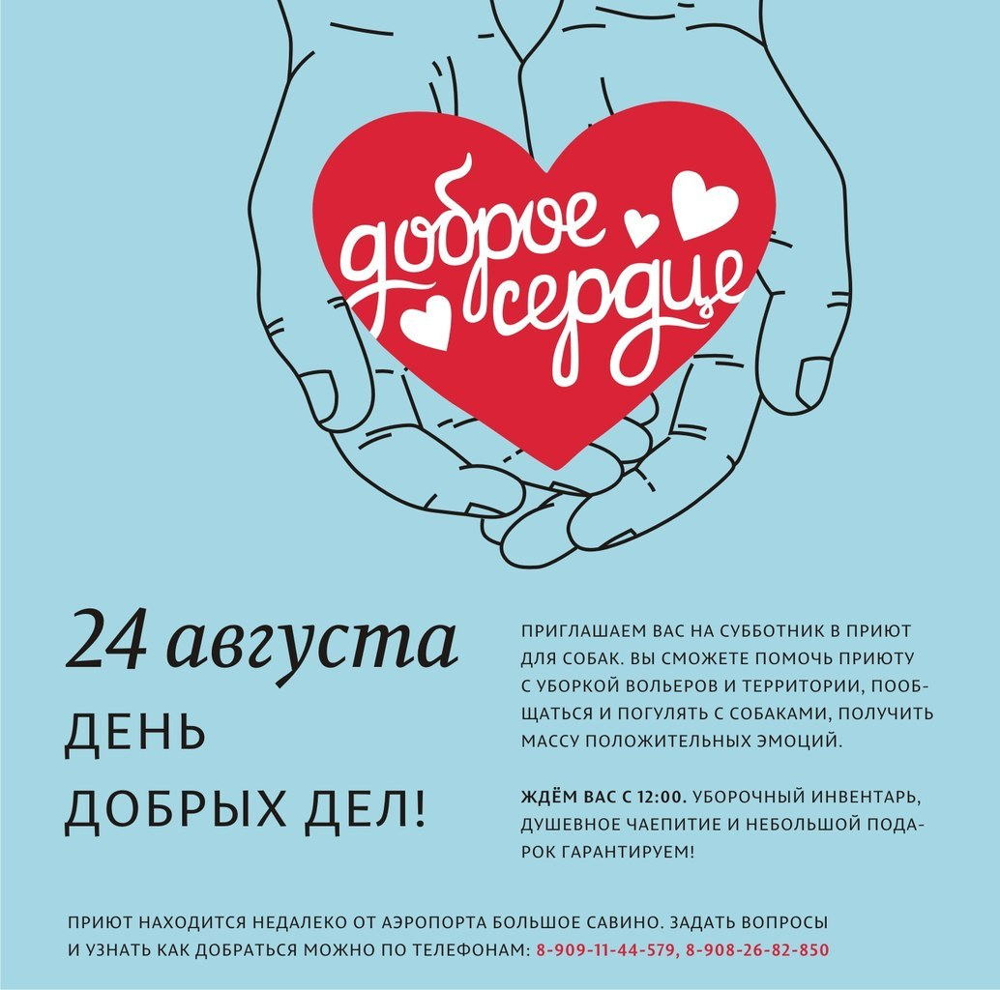 доброе
сердце
24 августа
ДЕНЬ
ДОБРЫХ ДЕЛ!
ПРИГЛАШАЕМ ВАС НА СУББОТНИК В ПРИЮТ
ДЛЯ СОБАК. ВЫ СМОЖЕТЕ ПОМОЧЬ ПРИЮТУ
С УБОРКОЙ ВОЛЬЕРОВ И ТЕРРИТОРИИ, ПООБ-
ЩАТЬСЯ И ПОГУЛЯТЬ С СОБАКАМИ, ПОЛУЧИТЬ
МАССУ ПОЛОЖИТЕЛЬНЫХ ЭМОЦИЙ.
ЖДЁМ ВАС С 12:00. УБОРОЧНЫЙ ИНВЕНТАРЬ,
ДУШЕВНОЕ ЧАЕПИТИЕ И НЕБОЛЬШОЙ ПОДА-
РОК ГАРАНТИРУЕМ!
ПРИЮТ НАХОДИТСЯ НЕДАЛЕКО ОТ АЭРОПОРТА БОЛЬШОЕ САВИНО. ЗАДАТЬ ВОПРОСЫ
И УЗНАТЬ КАК ДОБРАТЬСЯ МОЖНО ПО ТЕЛЕФОНАМ: 8-909-11-44-579, 8-908-26-82-850